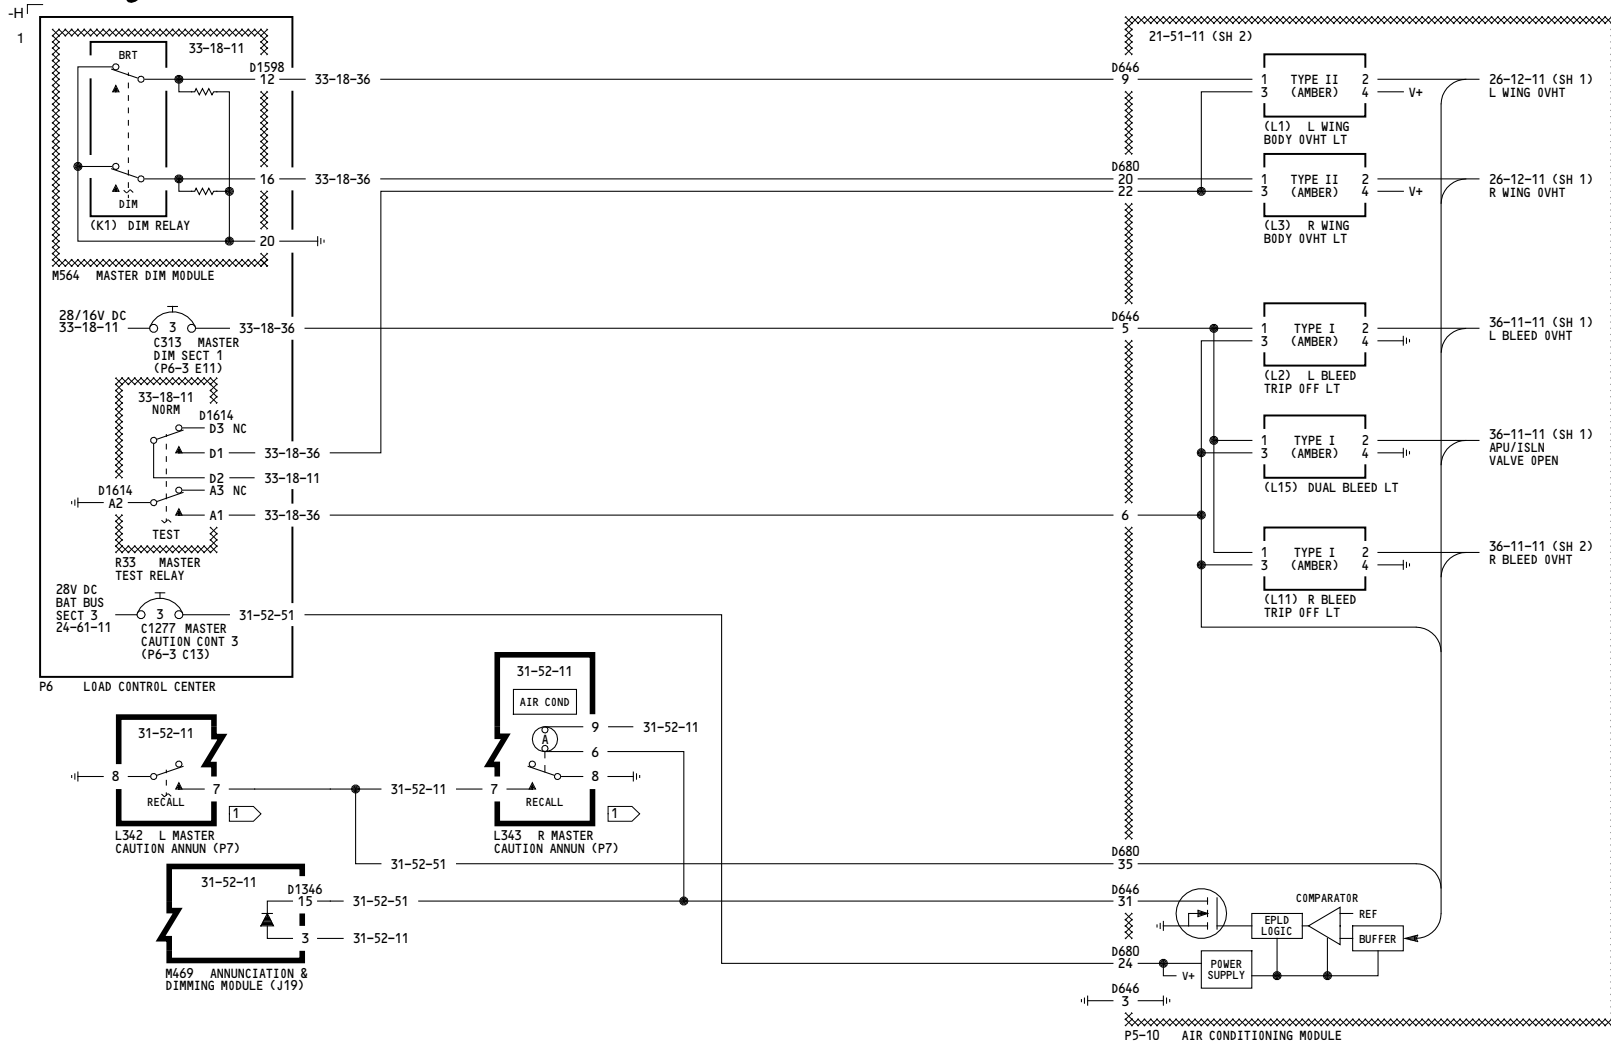 -H
1
33-18-11
BRT
D1598
12 33-18-36
16 33-18-36
DIM
(K1) DIM RELAY
20
M564 MASTER DIM MODULE
28/16V DC
33-18-11
3
33-18-36
C313 MASTER
DIM SECT 1
(P6-3 E11)
33-18-11
NORM
D1614
D3 NC
D1 33-18-36
D2 33-18-11
A3 NC
D1614
A2
A1 33-18-36
TEST
R33 MASTER
TEST RELAY
28V DC
BAT BUS
SECT 3
24-61-11
3
31-52-51
C1277 MASTER
CAUTION CONT 3
(P6-3 C13)
P6 LOAD CONTROL CENTER
31-52-11
8
7
RECALL
1
L342 L MASTER
CAUTION ANNUN (P7)
31-52-11
31-52-11
AIR COND
A
9 31-52-11
6
8
7
RECALL
1
L343 R MASTER
CAUTION ANNUN (P7)
31-52-51
31-52-11
D1346
15 31-52-51
3 31-52-11
M469 ANNUNCIATION &
DIMMING MODULE (J19)
21-51-11 (SH 2)
D646
9
1 TYPE II 2
3 (AMBER) 4 V+
(L1) L WING
BODY OVHT LT
26-12-11 (SH 1)
L WING OVHT
D680
20
22
1 TYPE II 2
3 (AMBER) 4 V+
(L3) R WING
BODY OVHT LT
26-12-11 (SH 1)
R WING OVHT
D646
5
1 TYPE I 2
3 (AMBER) 4
(L2) L BLEED
TRIP OFF LT
36-11-11 (SH 1)
L BLEED OVHT
1 TYPE I 2
3 (AMBER) 4
(L15) DUAL BLEED LT
36-11-11 (SH 1)
APU/ISLN
VALVE OPEN
6
1 TYPE I 2
3 (AMBER) 4
(L11) R BLEED
TRIP OFF LT
36-11-11 (SH 2)
R BLEED OVHT
D680
35
D646
31
COMPARATOR
REF
EPLD
LOGIC
BUFFER
D680
24
V+
POWER
SUPPLY
D646
3
P5-10 AIR CONDITIONING MODULE